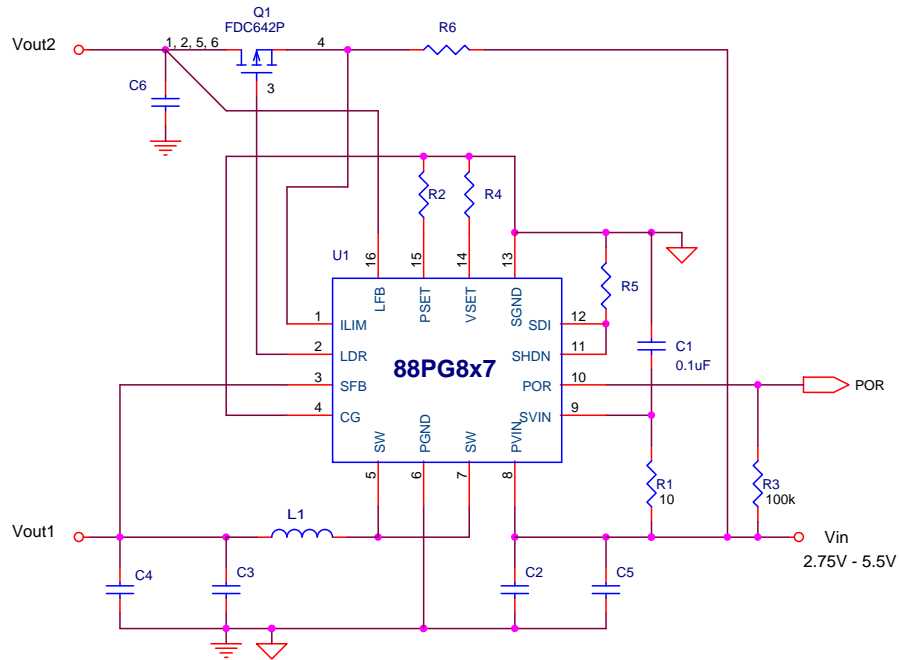 Q1
FDC642P
Vout2
1, 2, 5, 6
4
R6
3
C6
R2
R4
U1
16
15
14
13
LFB
PSET
VSET
SGND
R5
1
ILIM
SDI
12
2
LDR
SHDN
11
C1
0.1uF
88PG8x7
3
SFB
POR
10
POR
4
CG
SVIN
9
SW
PGND
SW
PVIN
5
6
7
8
R1
10
R3
100k
Vout1
L1
Vin
2.75V - 5.5V
C4
C3
C2
C5